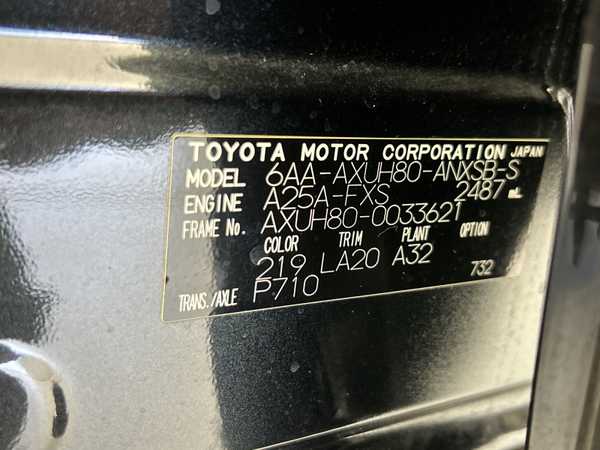 TOYOTA MOTOR CORPORATION JAPAN
MODEL 6AA-AXUH80-ANXSB-S
ENGINE A25A-FXS 2487 mL
FRAME No. AXUH80-0033621
COLOR TRIM PLANT OPTION
219 LA20 A32 732
TRANS./AXLE P710